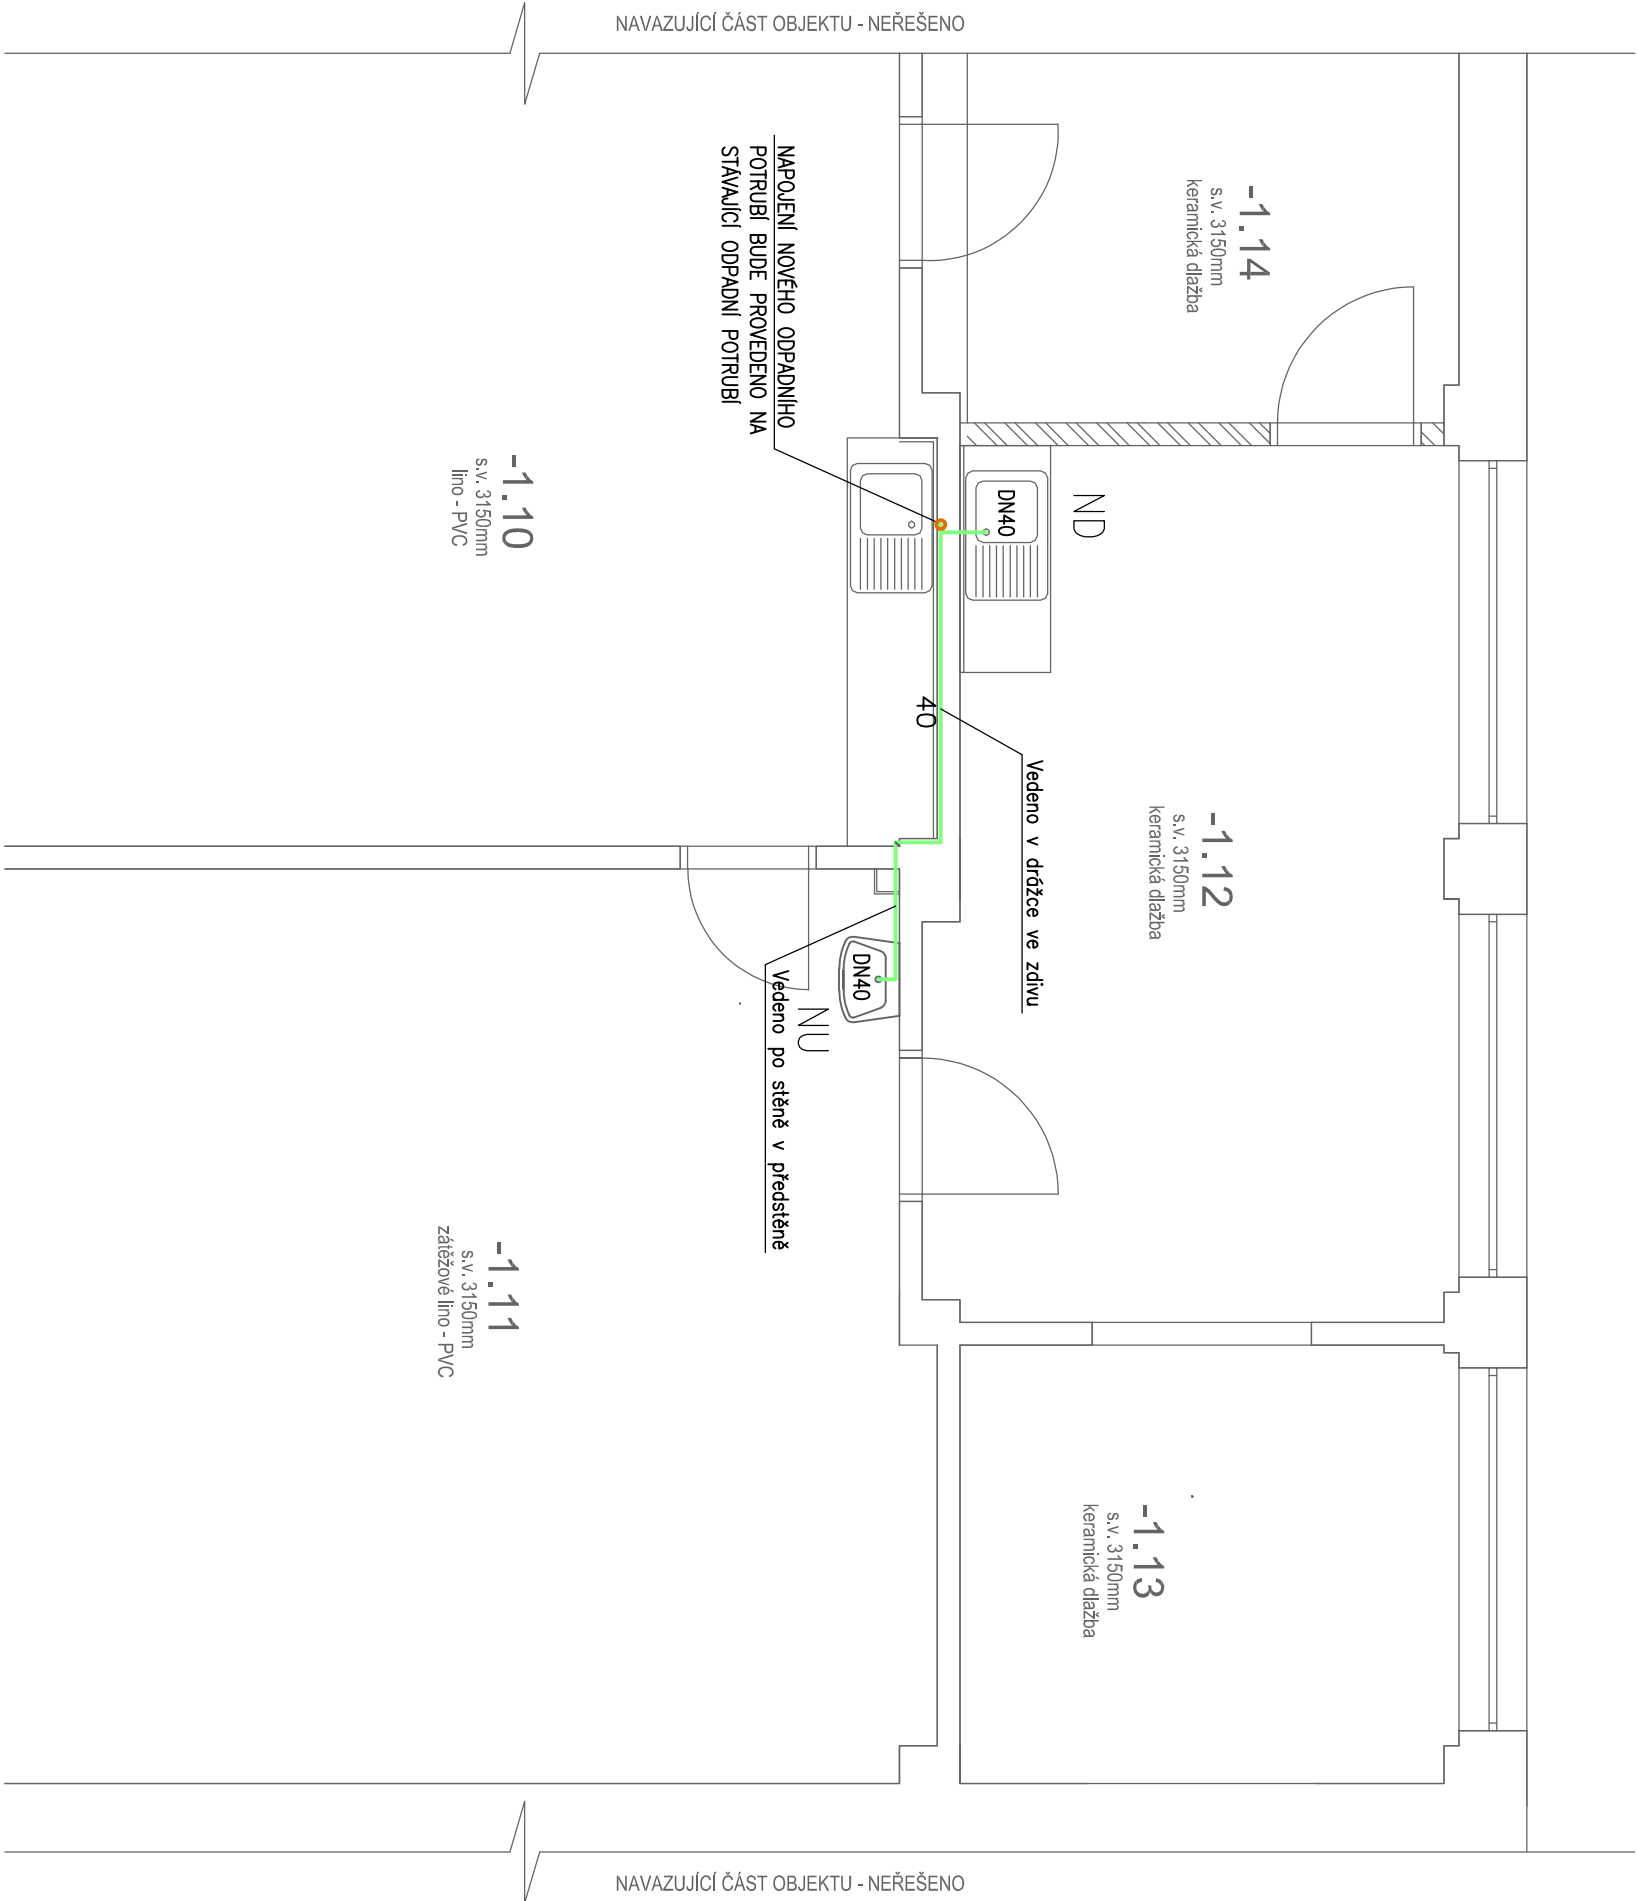 NAVAZUJÍCÍ ČÁST OBJEKTU - NEŘEŠENO
-1.14
s.v. 3150mm
keramická dlažba
NAPOJENÍ NOVÉHO ODPADNÍHO
POTRUBÍ BUDE PROVEDENO NA
STÁVAJÍCÍ ODPADNÍ POTRUBÍ
-1.10
s.v. 3150mm
lino - PVC
ND
DN40
40
Vedeno v drážce ve zdivu
-1.12
s.v. 3150mm
keramická dlažba
DN40
NU
Vedeno po stěně v předstěně
-1.11
s.v. 3150mm
zátěžové lino - PVC
-1.13
s.v. 3150mm
keramická dlažba
NAVAZUJÍCÍ ČÁST OBJEKTU - NEŘEŠENO